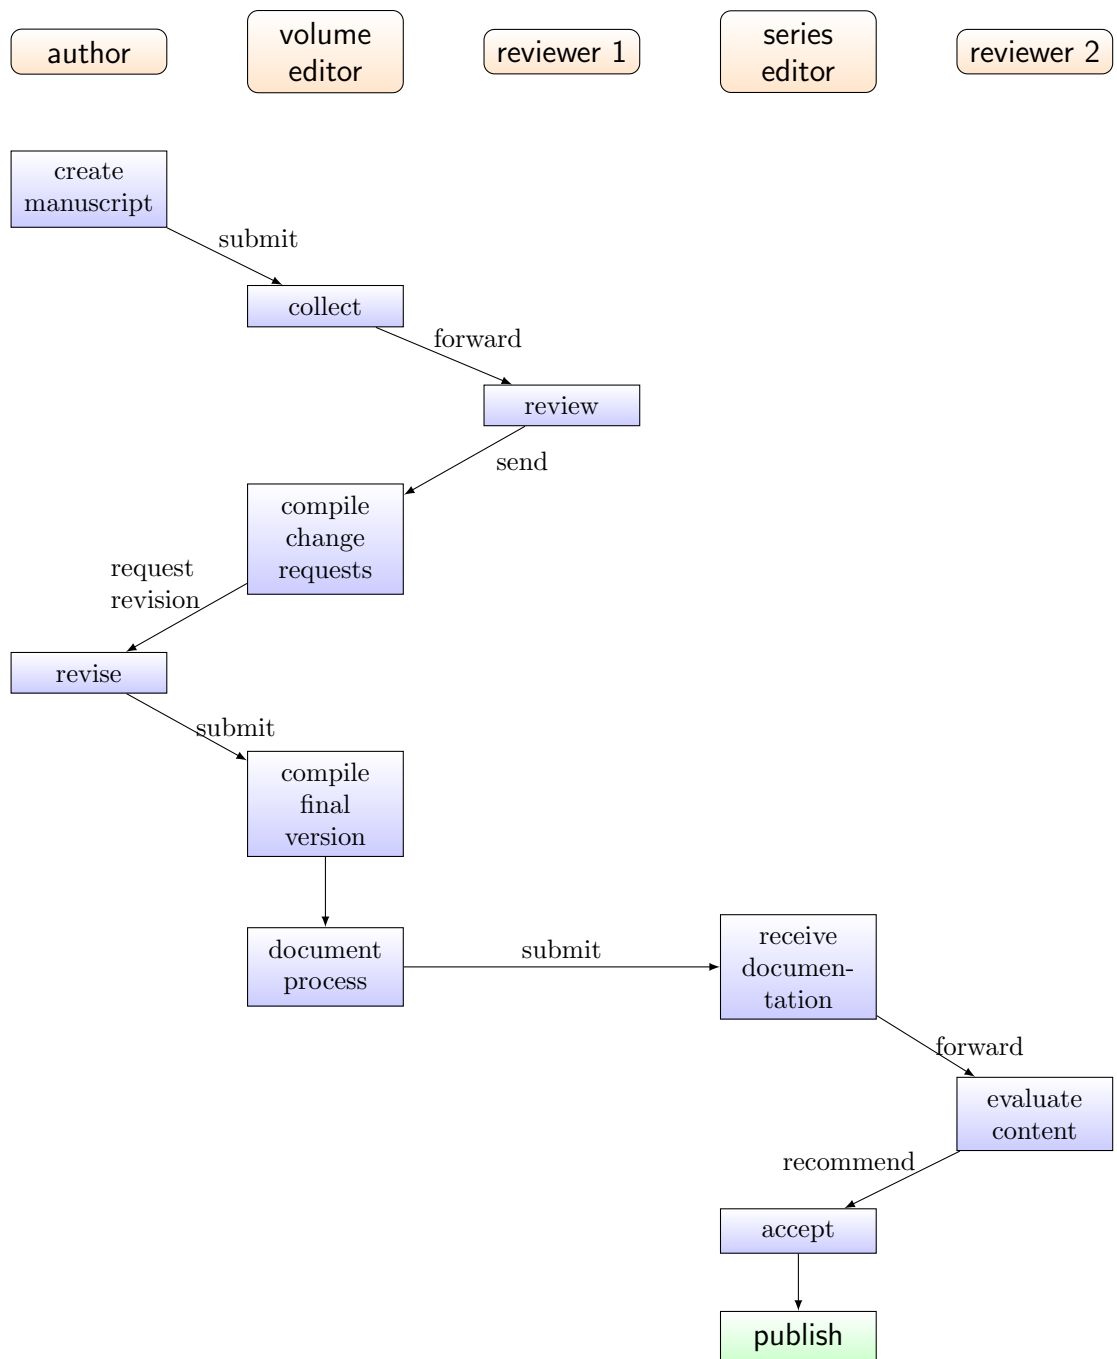 author
volume
editor
reviewer 1
series
editor
reviewer 2
create
manuscript
submit
collect
forward
review
send
compile
change
requests
request
revision
revise
submit
compile
final
version
document
process
submit
receive
documen-
tation
forward
evaluate
content
recommend
accept
publish